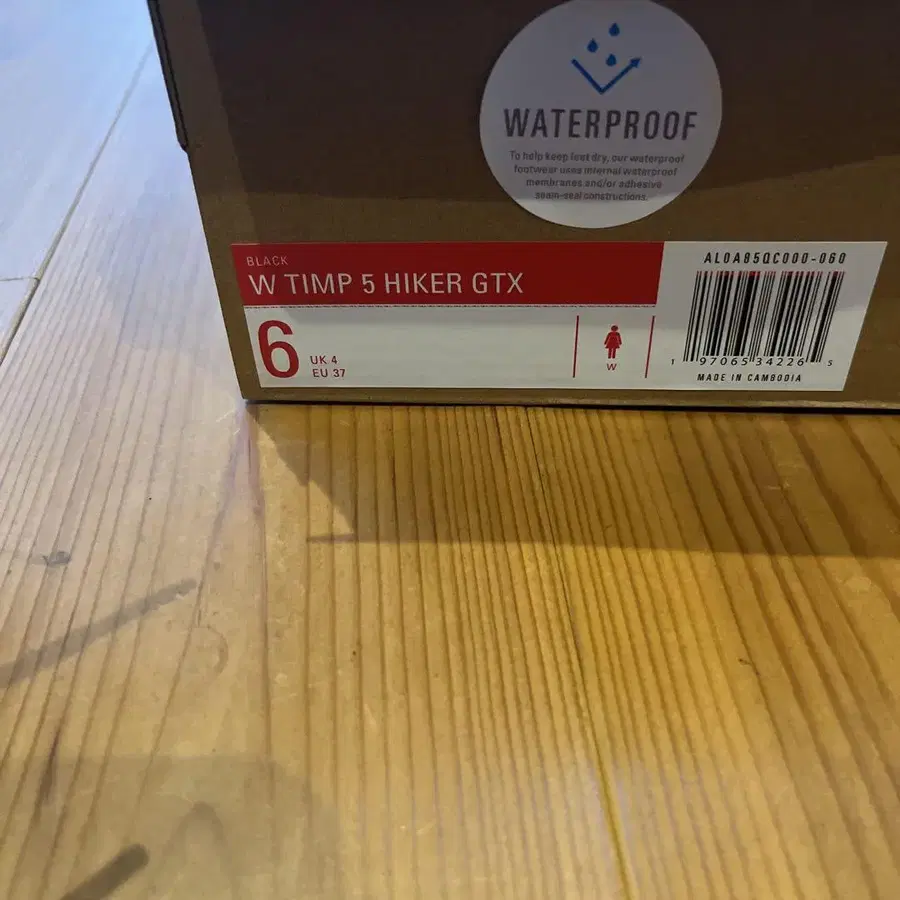 WATERPROOF
To help keep feet dry, our waterproof
footwear uses internal waterproof
membranes and/or adhesive
seam-seal constructions.
BLACK
W TIMP 5 HIKER GTX
6
UK 4
EU 37
W
AL0A85QC000-060
1 97065 34226 5
MADE IN CAMBODIA